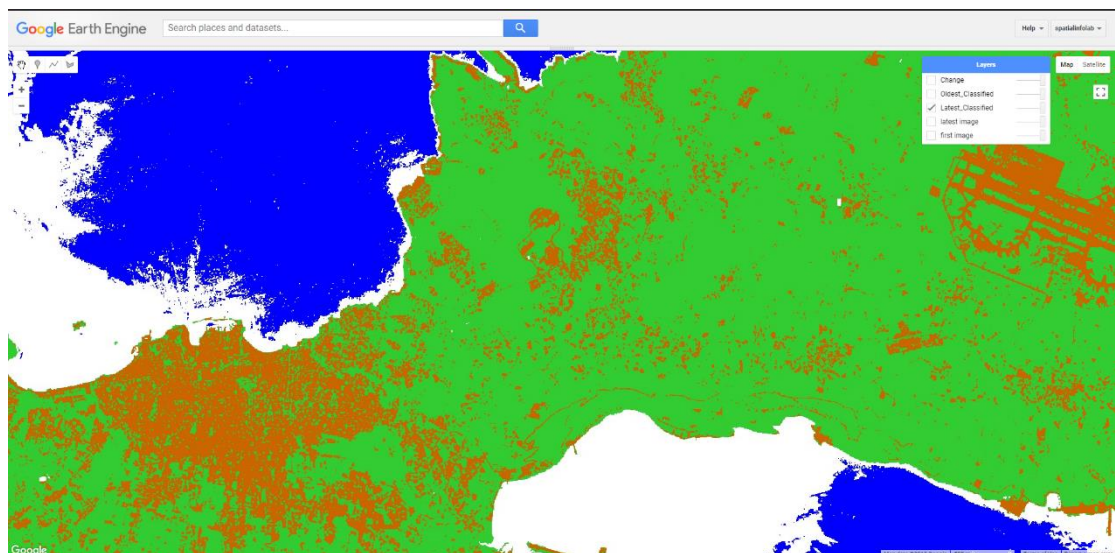 Google Earth Engine
Search places and datasets...
Help
spatialinfolab
Layers
Change
Oldest_Classified
Latest_Classified
latest image
first image
Map Satellite
+
−
Google